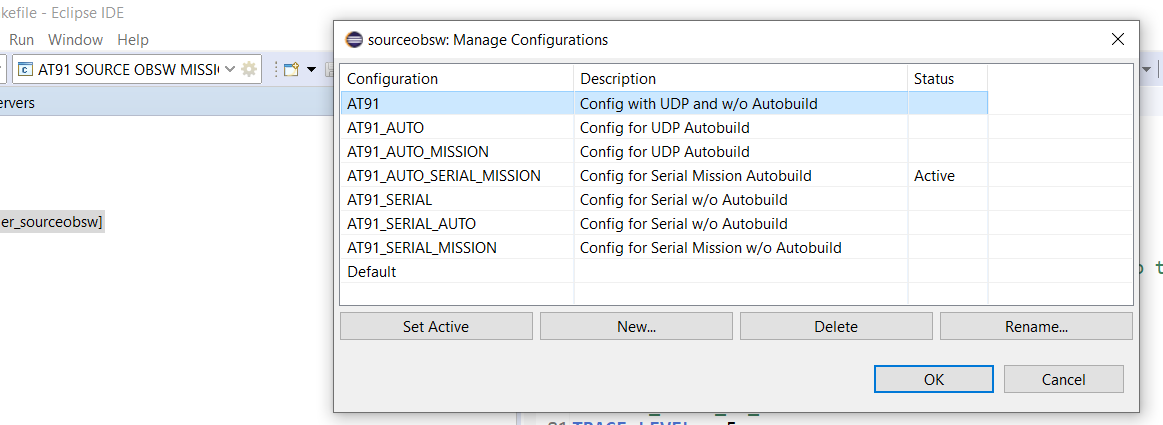 kefile - Eclipse IDE
Run Window Help
AT91 SOURCE OBSW MISSI
ervers
er_sourceobsw]
sourceobsw: Manage Configurations
Configuration Description Status
AT91 Config with UDP and w/o Autobuild
AT91_AUTO Config for UDP Autobuild
AT91_AUTO_MISSION Config for UDP Autobuild
AT91_AUTO_SERIAL_MISSION Config for Serial Mission Autobuild Active
AT91_SERIAL Config for Serial w/o Autobuild
AT91_SERIAL_AUTO Config for Serial w/o Autobuild
AT91_SERIAL_MISSION Config for Serial Mission w/o Autobuild
Default
Set Active New... Delete Rename...
OK Cancel